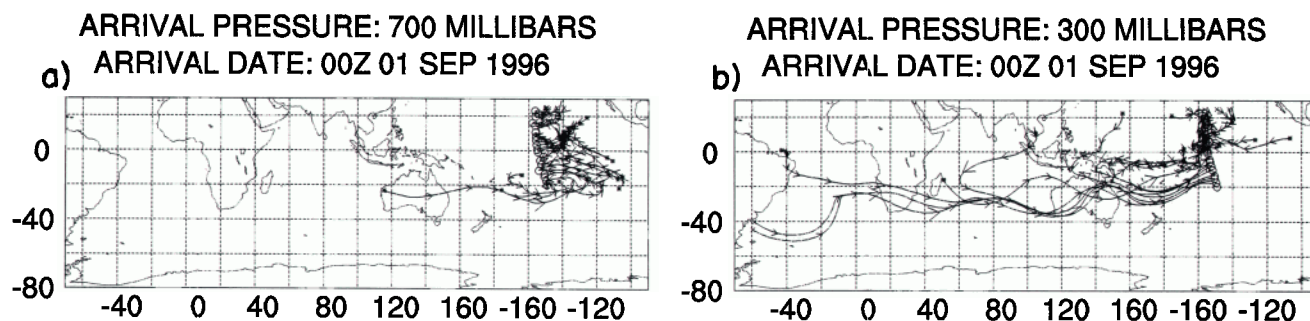 ARRIVAL PRESSURE: 700 MILLIBARS
a) ARRIVAL DATE: 00Z 01 SEP 1996
0
-40
-80
-40 0 40 80 120 160 -160 -120
ARRIVAL PRESSURE: 300 MILLIBARS
b) ARRIVAL DATE: 00Z 01 SEP 1996
0
-40
-80
-40 0 40 80 120 160 -160 -120